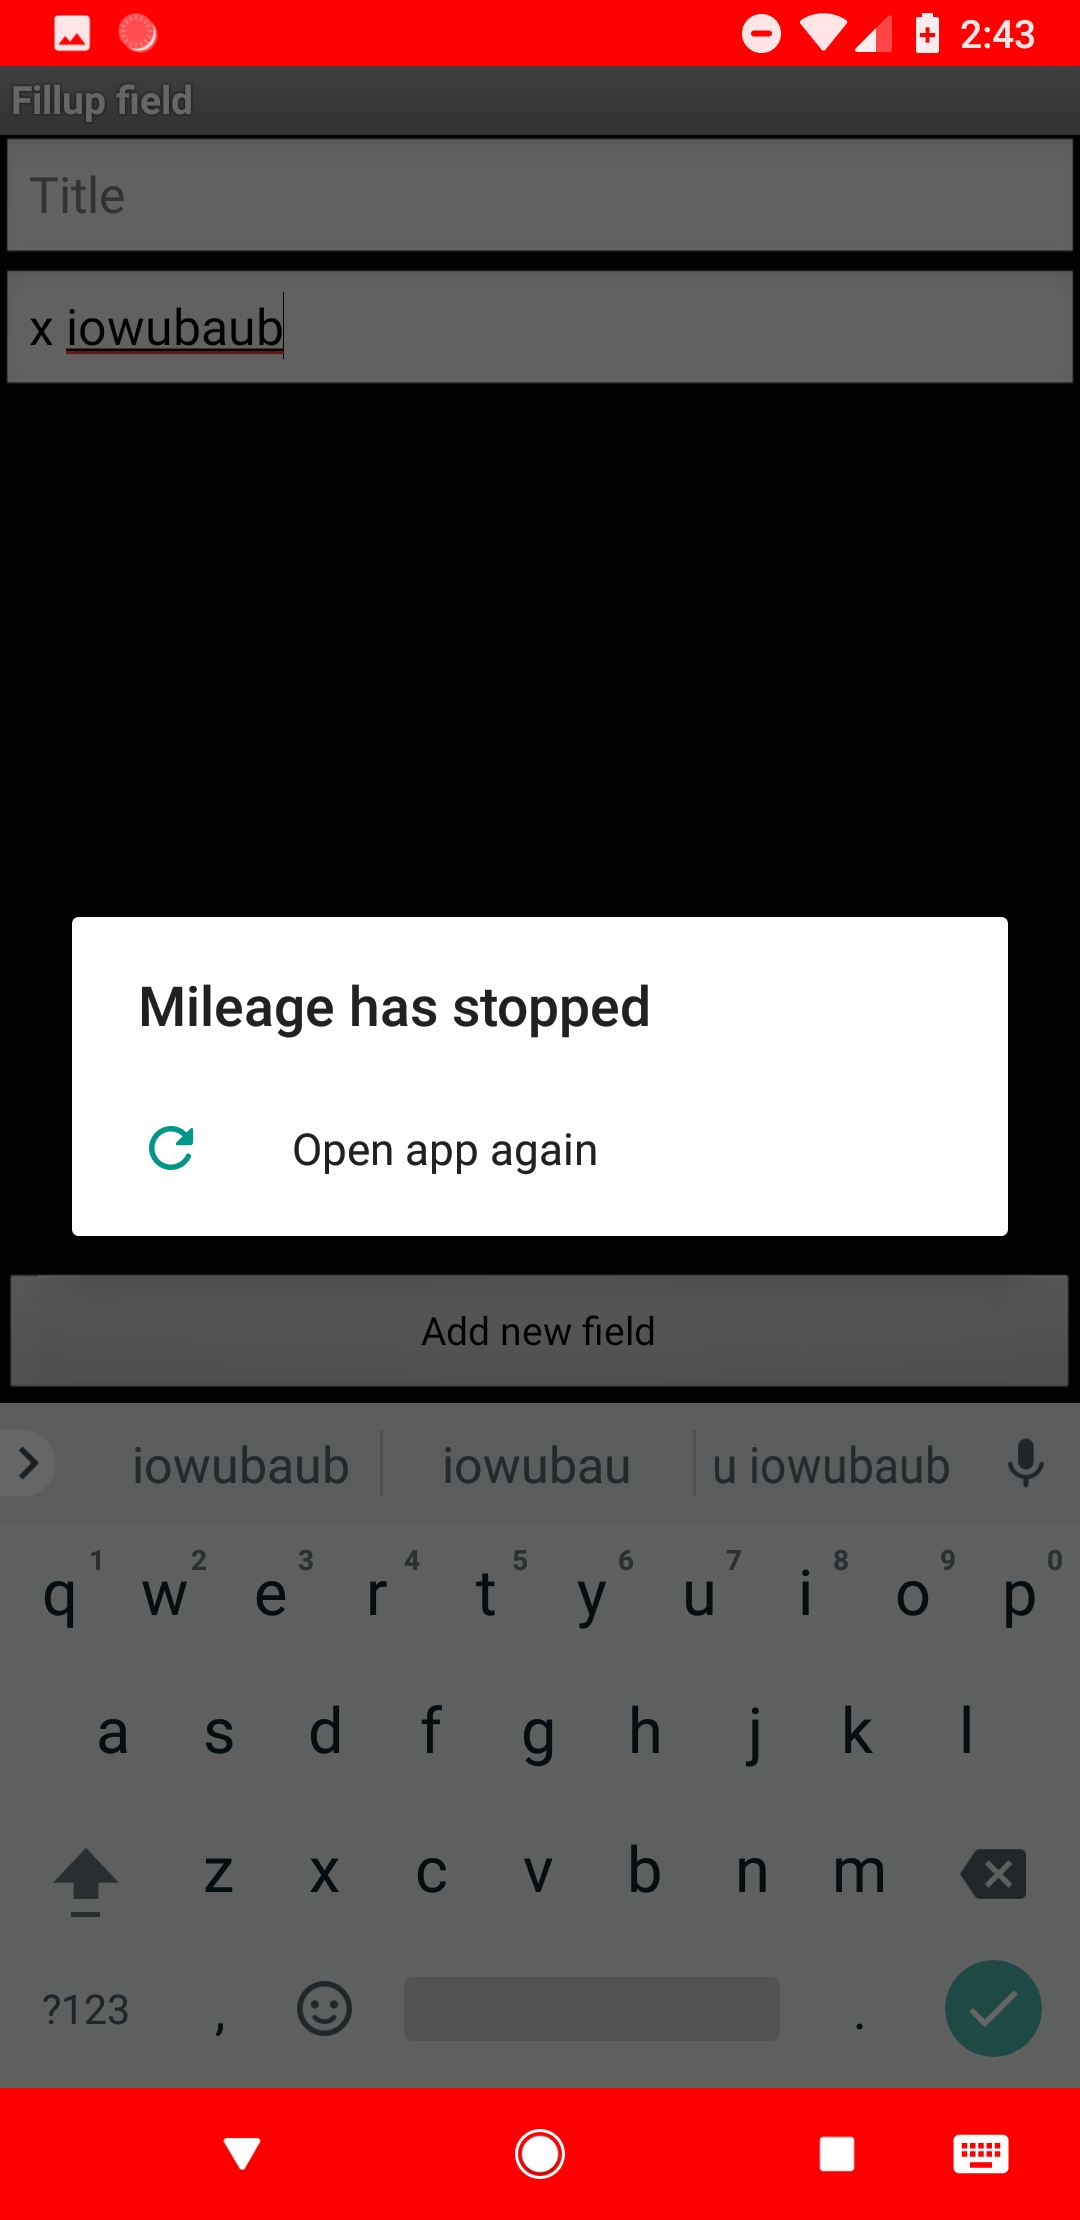 2:43
Fillup field
Title
x iowubaub
Mileage has stopped
Open app again
Add new field
iowubaub iowubau u iowubaub
1 2 3 4 5 6 7 8 9 0
q w e r t y u i o p
a s d f g h j k l
z x c v b n m
?123 , .